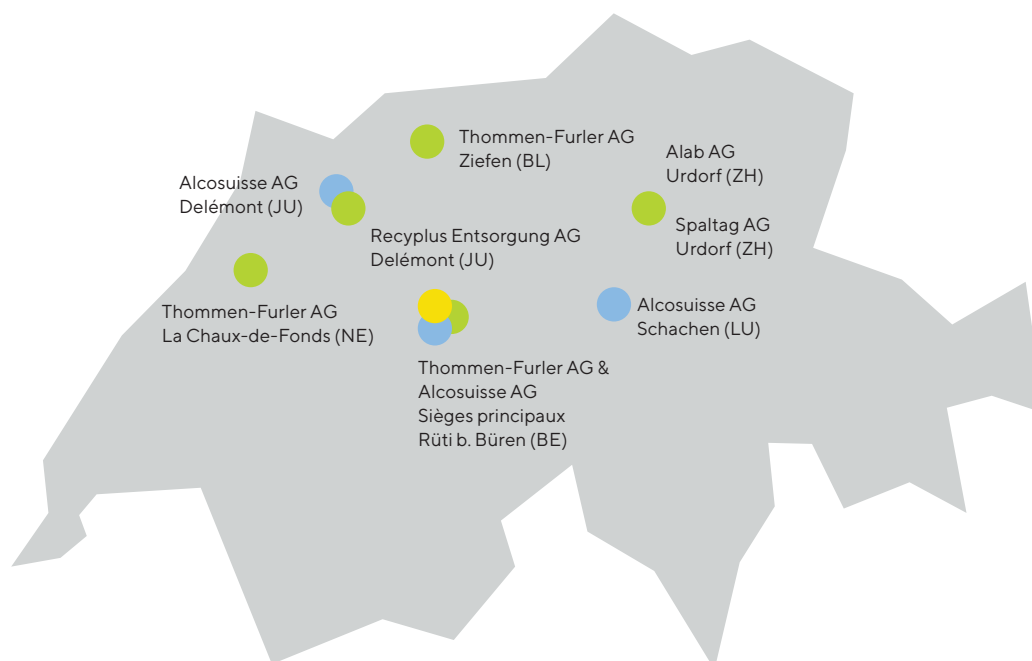 Thommen-Furler AG
Ziefen (BL)
Alab AG
Urdorf (ZH)
Alcosuisse AG
Delémont (JU)
Spaltag AG
Urdorf (ZH)
Recyplus Entsorgung AG
Delémont (JU)
Thommen-Furler AG
La Chaux-de-Fonds (NE)
Alcosuisse AG
Schachen (LU)
Thommen-Furler AG &
Alcosuisse AG
Sièges principaux
Rüti b. Büren (BE)